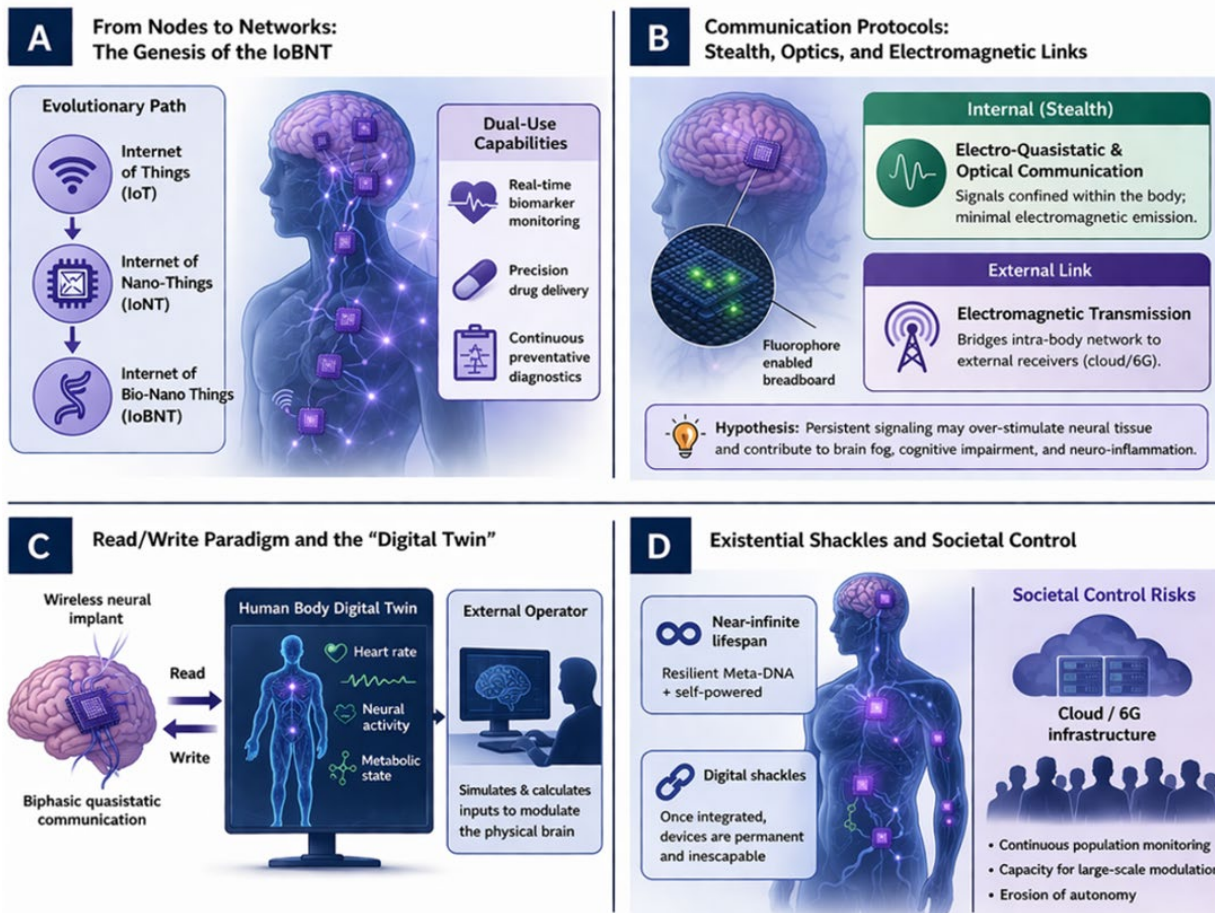 A
From Nodes to Networks:
The Genesis of the IoBNT
Evolutionary Path
Internet
of Things
(IoT)
Internet of
Nano-Things
(IoNT)
Internet of
Bio-Nano Things
(IoBNT)
Dual-Use
Capabilities
Real-time
biomarker
monitoring
Precision
drug delivery
Continuous
preventative
diagnostics
B
Communication Protocols:
Stealth, Optics, and Electromagnetic Links
Internal (Stealth)
Electro-Quasistatic &
Optical Communication
Signals confined within the body;
minimal electromagnetic emission.
External Link
Electromagnetic Transmission
Bridges intra-body network to
external receivers (cloud/6G).
Fluorophore
enabled
breadboard
Hypothesis: Persistent signaling may over-stimulate neural tissue
and contribute to brain fog, cognitive impairment, and neuro-inflammation.
C
Read/Write Paradigm and the “Digital Twin”
Wireless neural
implant
Read
Write
Biphasic quasistatic
communication
Human Body Digital Twin
Heart rate
Neural
activity
Metabolic
state
External Operator
Simulates & calculates
inputs to modulate
the physical brain
D
Existential Shackles and Societal Control
Near-infinite
lifespan
Resilient Meta-DNA
+ self-powered
Digital shackles
Once integrated,
devices are permanent
and inescapable
Societal Control Risks
Cloud / 6G
infrastructure
• Continuous population monitoring
• Capacity for large-scale modulation
• Erosion of autonomy